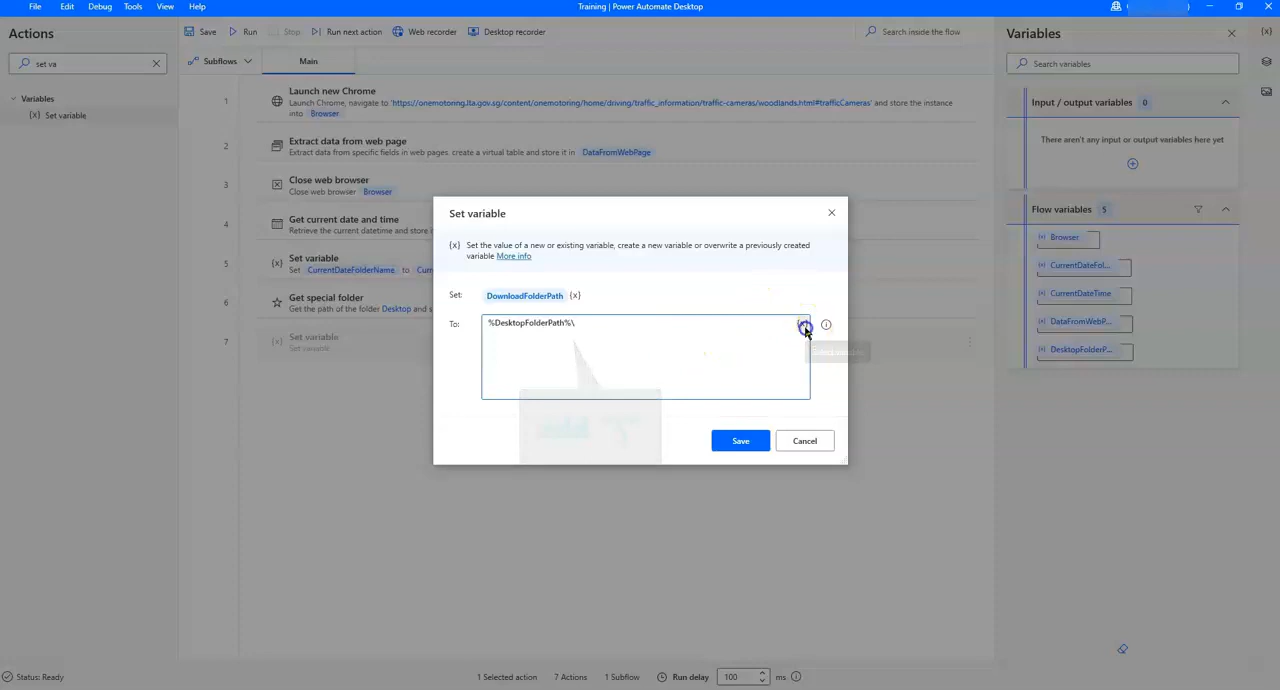 File Edit Debug Tools View Help
Training | Power Automate Desktop
Actions
set va
Variables
{x} Set variable
Save Run Stop Run next action Web recorder Desktop recorder
Search inside the flow
Subflows Main
1 Launch new Chrome
Launch Chrome, navigate to 'https://onemotoring.lta.gov.sg/content/onemotoring/home/driving/traffic_information/traffic-cameras/woodlands.html#trafficCameras' and store the instance
into Browser
2 Extract data from web page
Extract data from specific fields in web pages. create a virtual table and store it in DataFromWebPage
3 Close web browser
Close web browser Browser
4 Get current date and time
Retrieve the current datetime and store i
5 {x} Set variable
Set CurrentDateFolderName to Curr
6 Get special folder
Get the path of the folder Desktop and s
7 {x} Set variable
Set variable
Set variable
{x} Set the value of a new or existing variable, create a new variable or overwrite a previously created
variable More info
Set: DownloadFolderPath {x}
To: %DesktopFolderPath%\
Select variable
Save Cancel
Variables
{x}
Search variables
Input / output variables 0
There aren't any input or output variables here yet
Flow variables 5
(x) Browser
(x) CurrentDateFol...
(x) CurrentDateTime
(x) DataFromWebP...
(x) DesktopFolderP...
Status: Ready
1 Selected action 7 Actions 1 Subflow Run delay 100 ms